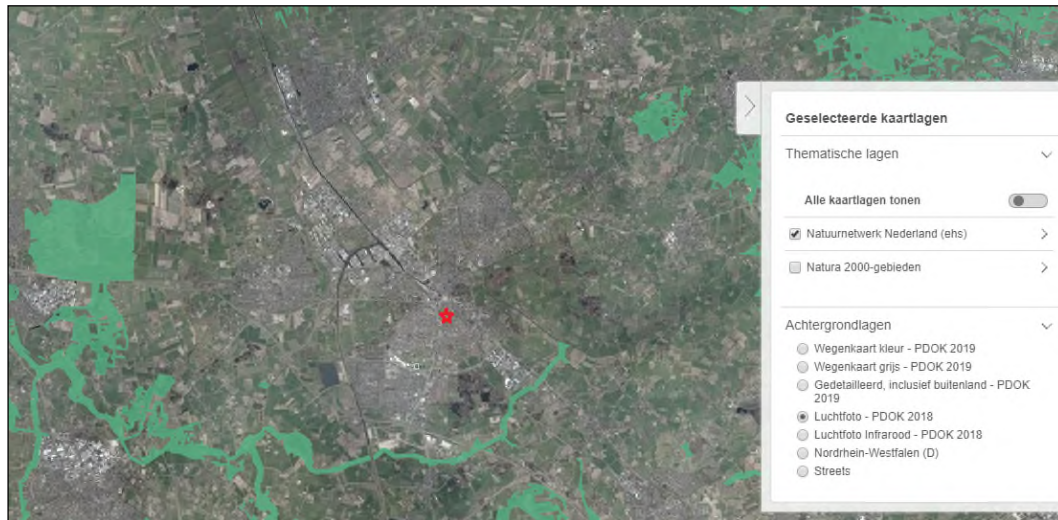 Geselecteerde kaartlagen
Thematische lagen
Alle kaartlagen tonen
Natuurnetwerk Nederland (ehs)
Natura 2000-gebieden
Achtergrondlagen
Wegenkaart kleur - PDOK 2019
Wegenkaart grijs - PDOK 2019
Gedetailleerd, inclusief buitenland - PDOK
2019
Luchtfoto - PDOK 2018
Luchtfoto Infrarood - PDOK 2018
Nordrhein-Westfalen (D)
Streets